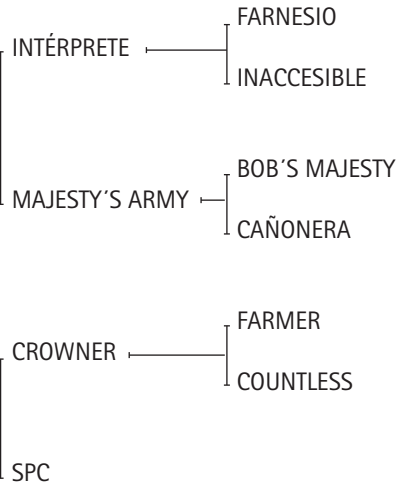 FARNESIO
INTÉRPRETE
INACCESIBLE
BOB´S MAJESTY
MAJESTY´S ARMY
CAÑONERA
FARMER
CROWNER
COUNTLESS
SPC